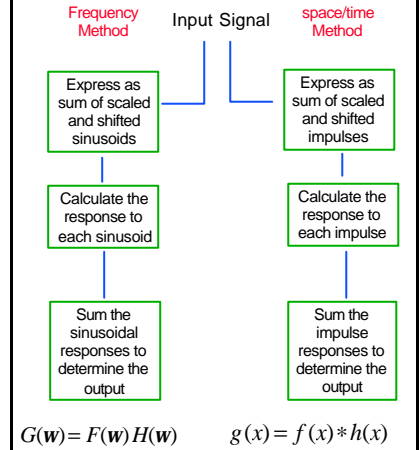 Frequency
Method
Input Signal
space/time
Method
Express as
sum of scaled
and shifted
sinusoids
Express as
sum of scaled
and shifted
impulses
Calculate the
response to
each sinusoid
Calculate the
response to
each impulse
Sum the
sinusoidal
responses to
determine the
output
Sum the
impulse
responses to
determine the
output
G(w) = F(w)H(w)
g(x) = f(x)*h(x)